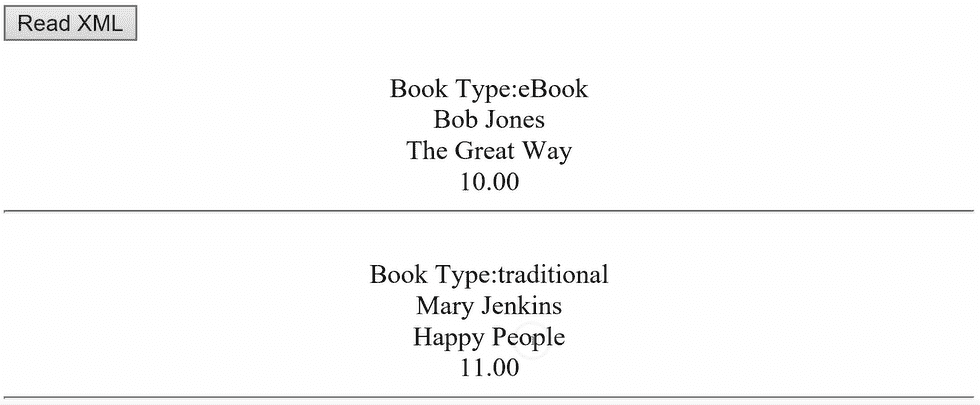 Read XML
Book Type:eBook
Bob Jones
The Great Way
10.00
Book Type:traditional
Mary Jenkins
Happy People
11.00